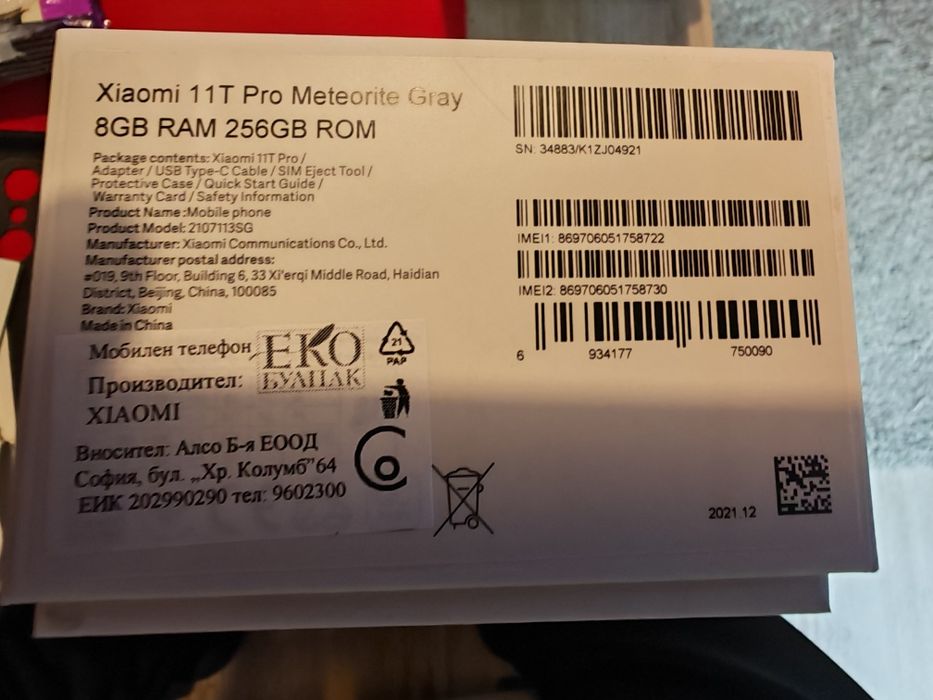 Xiaomi 11T Pro Meteorite Gray
8GB RAM 256GB ROM
Package contents: Xiaomi 11T Pro /
Adapter / USB Type-C Cable / SIM Eject Tool /
Protective Case / Quick Start Guide /
Warranty Card / Safety Information
Product Name :Mobile phone
Product Model: 2107113SG
Manufacturer: Xiaomi Communications Co., Ltd.
Manufacturer postal address:
#019, 9th Floor, Building 6, 33 Xi'erqi Middle Road, Haidian
District, Beijing, China, 100085
Brand: Xiaomi
Made in China
SN: 34883/K1ZJ04921
IMEI1: 869706051758722
IMEI2: 869706051758730
6 934177 750090
Мобилен телефон
ЕКО
БУЛПАК
21
PAP
Производител:
XIAOMI
Вносител: Алсо Б-я ЕООД
София, бул. „Хр. Колумб"64
ЕИК 202990290 тел: 9602300
2021.12